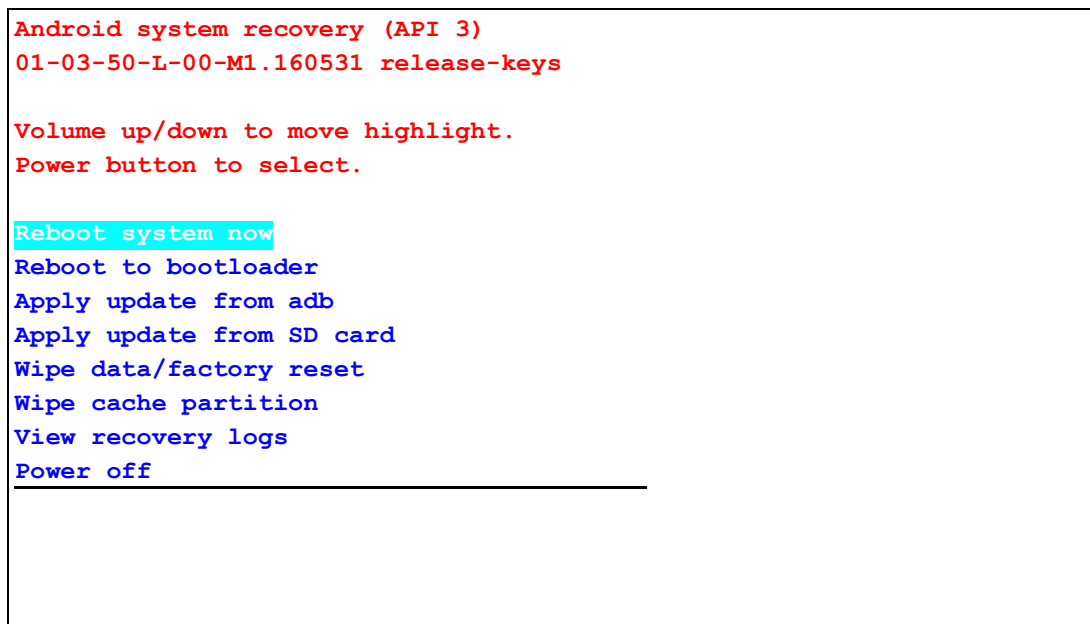 Android system recovery (API 3)
01-03-50-L-00-M1.160531 release-keys
Volume up/down to move highlight.
Power button to select.
Reboot system now
Reboot to bootloader
Apply update from adb
Apply update from SD card
Wipe data/factory reset
Wipe cache partition
View recovery logs
Power off